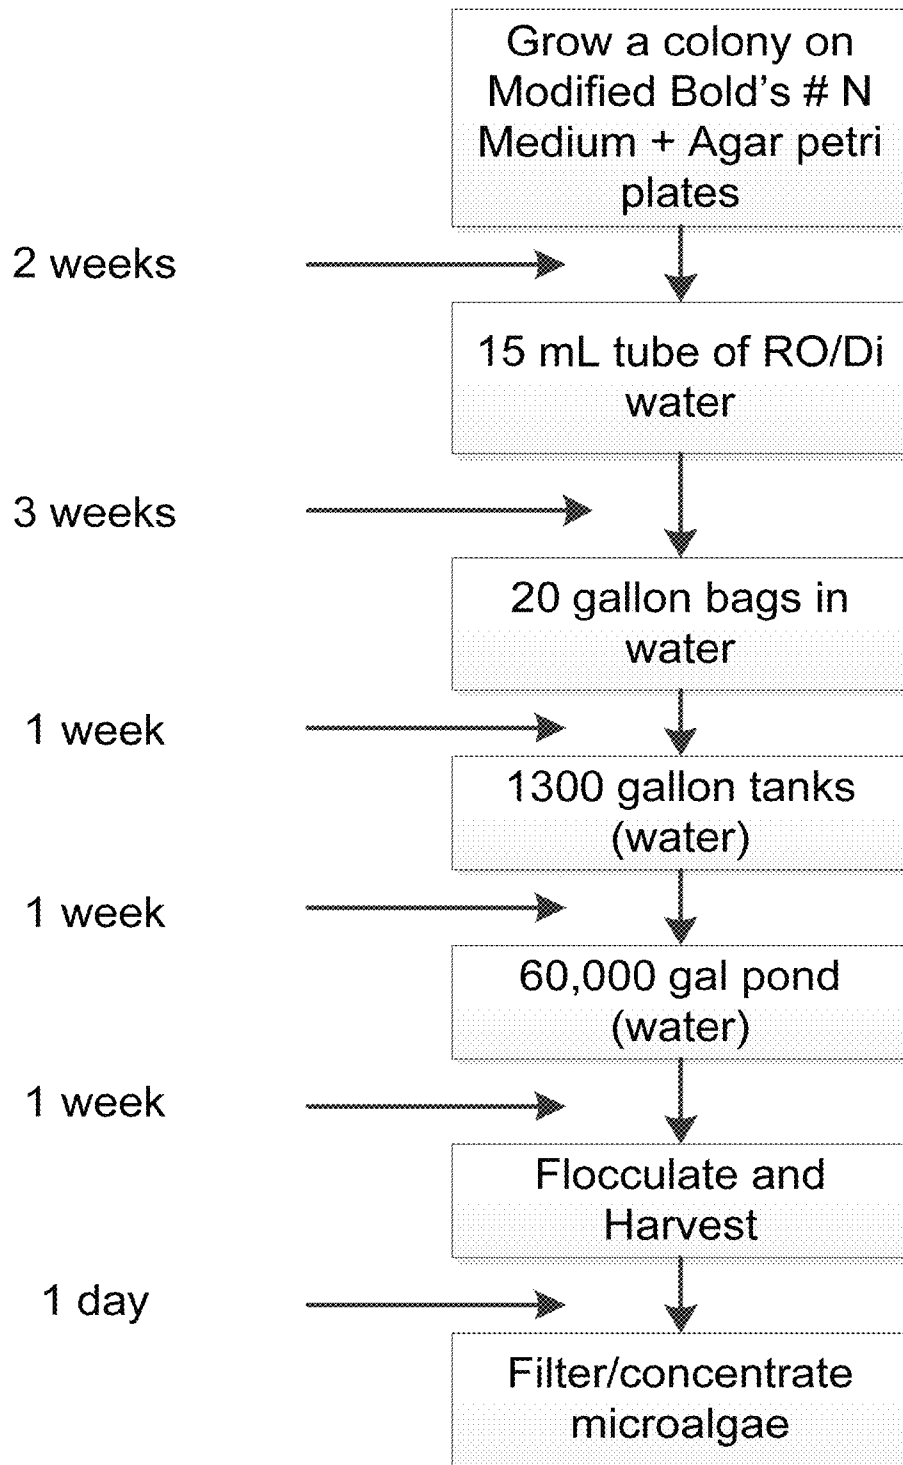 Grow a colony on
Modified Bold's # N
Medium + Agar petri
plates
2 weeks
15 mL tube of RO/Di
water
3 weeks
20 gallon bags in
water
1 week
1300 gallon tanks
(water)
1 week
60,000 gal pond
(water)
1 week
Flocculate and
Harvest
1 day
Filter/concentrate
microalgae